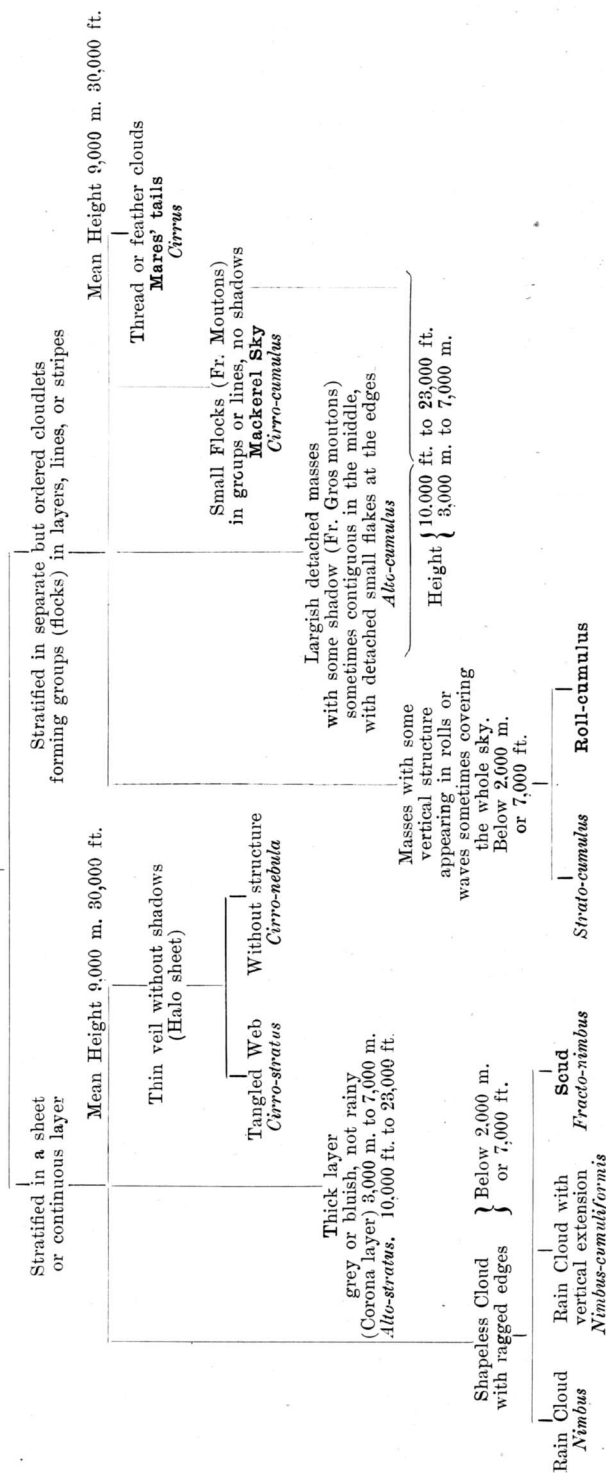 Stratified in a sheet
or continuous layer
Mean Height 9,000 m. 30,000 ft.
Thin veil without shadows
(Halo sheet)
Tangled Web
Cirro-stratus
Without structure
Cirro-nebula
Thick layer
grey or bluish, not rainy
(Corona layer) 3,000 m. to 7,000 m.
Alto-stratus. 10,000 ft. to 23,000 ft.
Shapeless Cloud
with ragged edges
} Below 2,000 m.
or 7,000 ft.
Rain Cloud
Nimbus
Rain Cloud with
vertical extension
Nimbus-cumuliformis
Scud
Fracto-nimbus
Stratified in separate but ordered cloudlets
forming groups (flocks) in layers, lines, or stripes
Mean Height 9,000 m. 30,000 ft.
Thread or feather clouds
Mares' tails
Cirrus
Small Flocks (Fr. Moutons)
in groups or lines, no shadows
Mackerel Sky
Cirro-cumulus
Largish detached masses
with some shadow (Fr. Gros moutons)
sometimes contiguous in the middle,
with detached small flakes at the edges
Alto-cumulus
Height { 10.000 ft. to 23,000 ft.
3,000 m. to 7,000 m.
Masses with some
vertical structure
appearing in rolls or
waves sometimes covering
the whole sky.
Below 2,000 m.
or 7,000 ft.
Strato-cumulus
Roll-cumulus